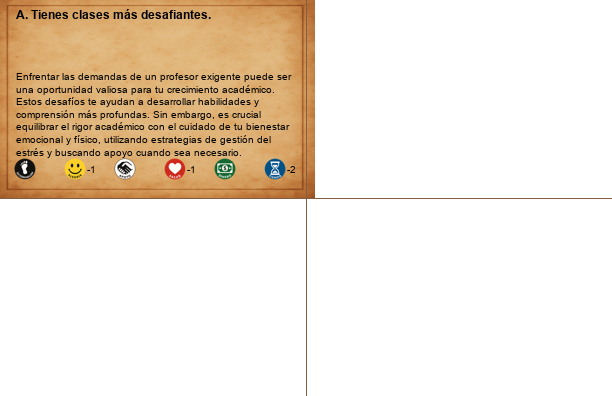 A. Tienes clases más desafiantes.
Enfrentar las demandas de un profesor exigente puede ser
una oportunidad valiosa para tu crecimiento académico.
Estos desafíos te ayudan a desarrollar habilidades y
comprensión más profundas. Sin embargo, es crucial
equilibrar el rigor académico con el cuidado de tu bienestar
emocional y físico, utilizando estrategias de gestión del
estrés y buscando apoyo cuando sea necesario.
-1 -1 -2